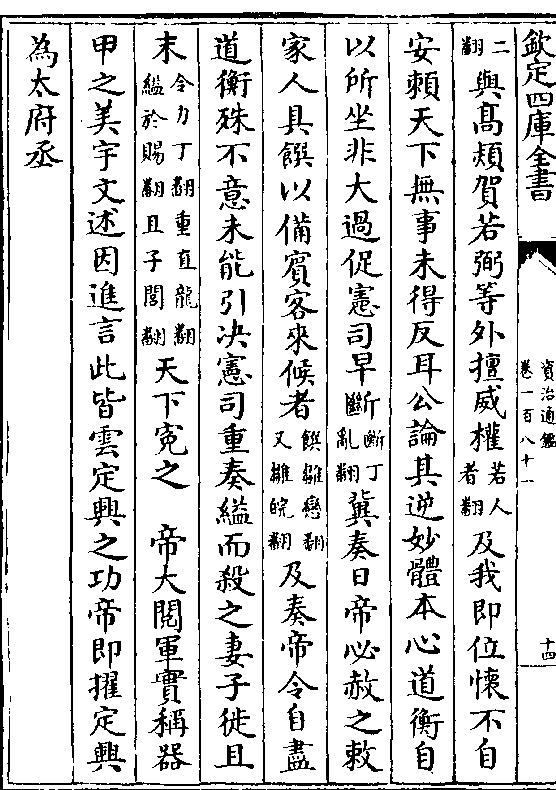 欽定四庫全書
資治通鑑
卷一百八十一
十四
二翻與髙熲賀若弼等外擅威權若人者翻及我即位懐不自
安頼天下無事未得反耳公論其逆妙體本心道衡自
以所坐非大過促憲司早斷斷丁亂翻冀奏日帝必赦之敕
家人具饌以備賓客來候者饌雛戀翻又雛皖翻及奏帝令自盡
道衡殊不意未能引决憲司重奏縊而殺之妻子徙且
末令力丁翻重直龍翻縊於賜翻且子閭翻天下寃之　帝大閲軍實稱器
甲之美宇文述因進言此皆雲定興之功帝即擢定興
為太府丞